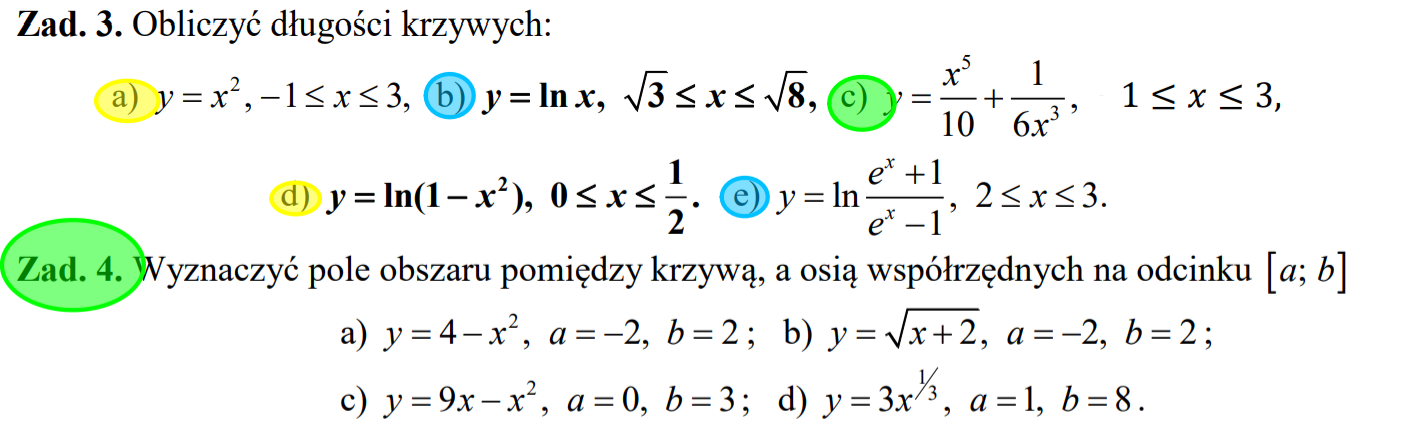 Zad. 3. Obliczyć długości krzywych:
a) y = x², −1 ≤ x ≤ 3, b) y = ln x, √3 ≤ x ≤ √8, c) y = x⁵/10 + 1/(6x³), 1 ≤ x ≤ 3,
d) y = ln(1 − x²), 0 ≤ x ≤ 1/2. e) y = ln (eˣ + 1)/(eˣ − 1), 2 ≤ x ≤ 3.
Zad. 4. Wyznaczyć pole obszaru pomiędzy krzywą, a osią współrzędnych na odcinku [a; b]
a) y = 4 − x², a = −2, b = 2; b) y = √(x + 2), a = −2, b = 2;
c) y = 9x − x², a = 0, b = 3; d) y = 3x^(1/3), a = 1, b = 8.